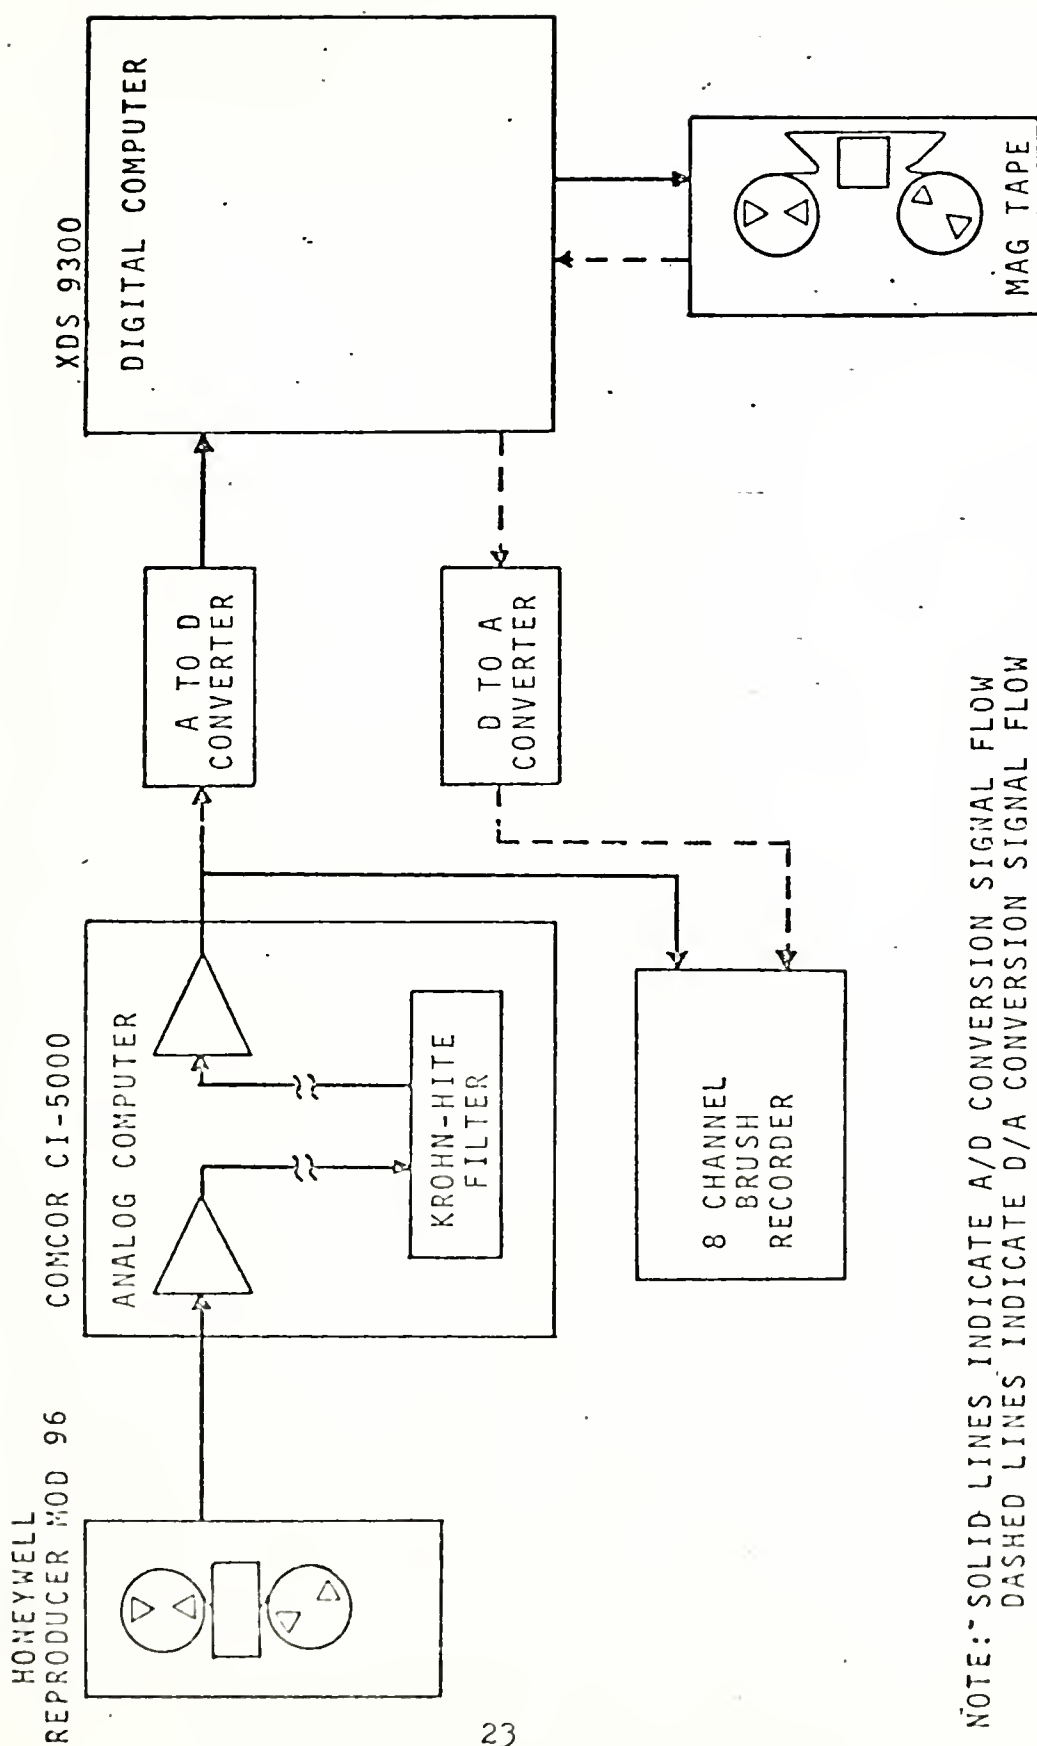 HONEYWELL
REPRODUCER MOD 96
COMCOR CI-5000
ANALOG COMPUTER
KROHN-HITE
FILTER
A TO D
CONVERTER
XDS 9300
DIGITAL COMPUTER
D TO A
CONVERTER
8 CHANNEL
BRUSH
RECORDER
MAG TAPE
NOTE: SOLID LINES INDICATE A/D CONVERSION SIGNAL FLOW
DASHED LINES INDICATE D/A CONVERSION SIGNAL FLOW
23